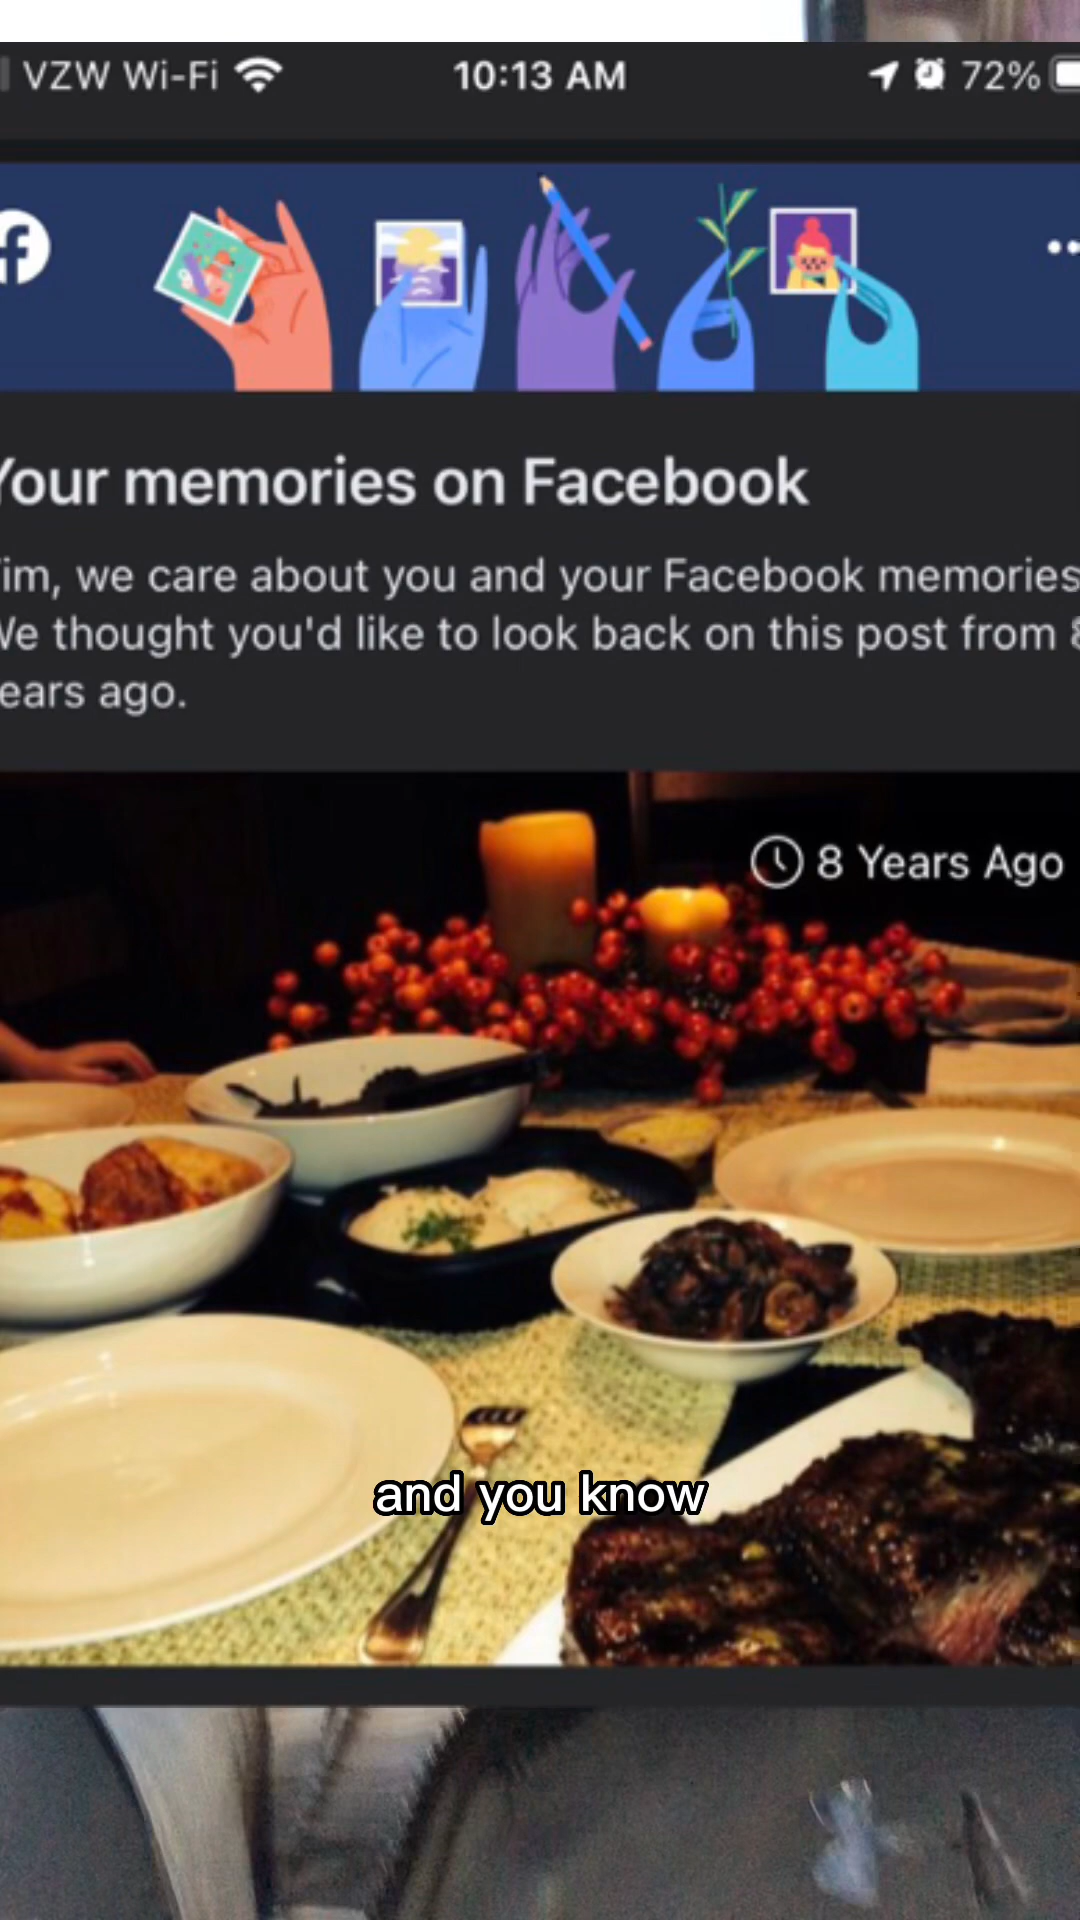 VZW Wi-Fi 10:13 AM 72%
Your memories on Facebook
im, we care about you and your Facebook memories
We thought you'd like to look back on this post from 8
ears ago.
8 Years Ago
and you know